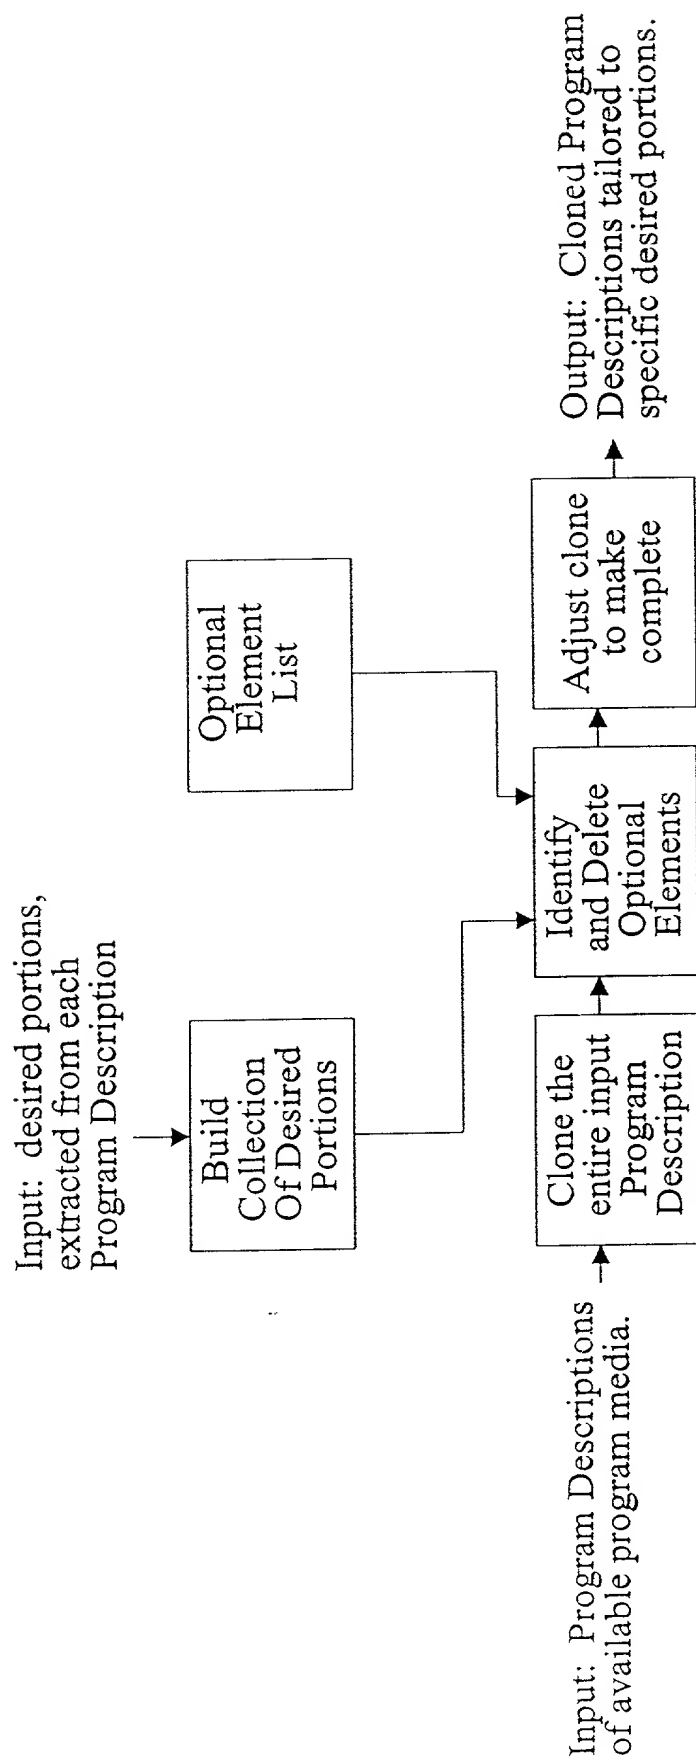 Input:  desired portions,
extracted from each
Program Description
Build
Collection
Of Desired
Portions
Optional
Element
List
Input:  Program Descriptions
of available program media.
Clone the
entire input
Program
Description
Identify
and Delete
Optional
Elements
Adjust clone
to make
complete
Output:  Cloned Program
Descriptions tailored to
specific desired portions.